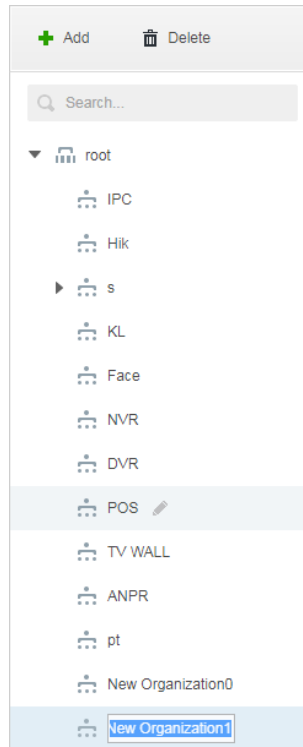 Add Delete
Search...
root
IPC
Hik
s
KL
Face
NVR
DVR
POS
TV WALL
ANPR
pt
New Organization0
New Organization1